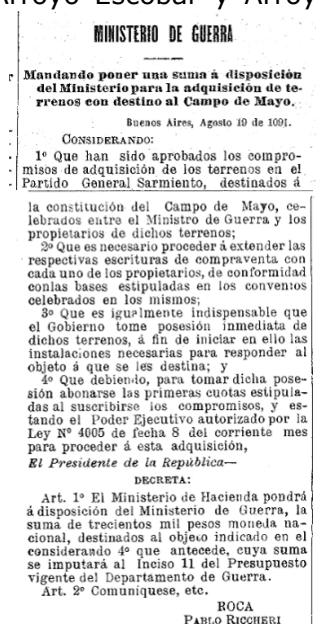 Arroyo Escobar y Arroy
MINISTERIO DE GUERRA
Mandando poner una suma á disposición
del Ministerio para la adquisición de te-
rrenos con destino al Campo de Mayo.
Buenos Aires, Agosto 19 de 1091.
CONSIDERANDO:
1º Que han sido aprobados los compro-
misos de adquisición de los terrenos en el
Partido General Sarmiento, destinados á
la constitución del Campo de Mayo, ce-
lebrados entre el Ministro de Guerra y los
propietarios de dichos terrenos;
2º Que es necesario proceder á extender las
respectivas escrituras de compraventa con
cada uno de los propietarios, de conformidad
conlas bases estipuladas en los conventos
celebrados en los mismos;
3º Que es igualmente indispensable que
el Gobierno tome posesión inmediata de
dichos terrenos, á fin de iniciar en ello las
instalaciones necesarias para responder al
objeto á que se les destina; y
4º Que debiendo, para tomar dicha pose-
sión abonarse las primeras cuotas estipula-
das al suscribirse los compromisos, y es-
tando el Poder Ejecutivo autorizado por la
Ley Nº 4005 de fecha 8 del corriente mes
para proceder á esta adquisición,
El Presidente de la República—
DECRETA:
Art. 1º El Ministerio de Hacienda pondrá
á disposición del Ministerio de Guerra, la
suma de trecientos mil pesos moneda na-
cional, destinados al objeto indicado en el
considerando 4º que antecede, cuya suma
se imputará al Inciso 11 del Presupuesto
vigente del Departamento de Guerra.
Art. 2º Comuníquese, etc.
ROCA
PABLO RICCHERI